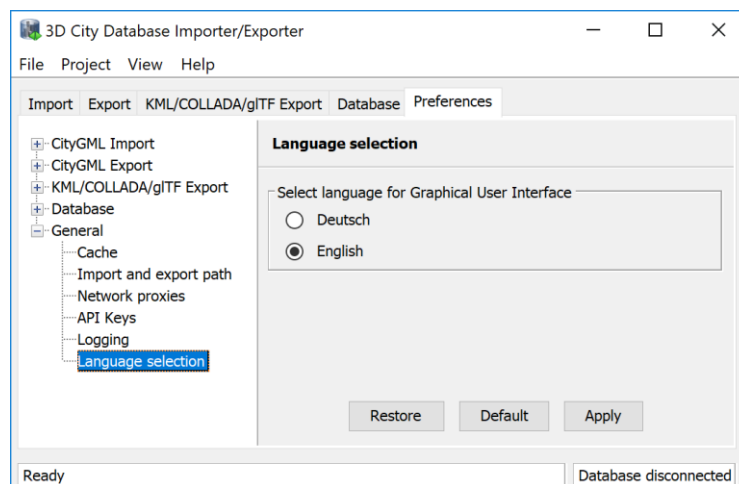 3D City Database Importer/Exporter
File Project View Help
Import Export KML/COLLADA/glTF Export Database Preferences
CityGML Import
CityGML Export
KML/COLLADA/glTF Export
Database
General
Cache
Import and export path
Network proxies
API Keys
Logging
Language selection
Language selection
Select language for Graphical User Interface
Deutsch
English
Restore Default Apply
Ready Database disconnected